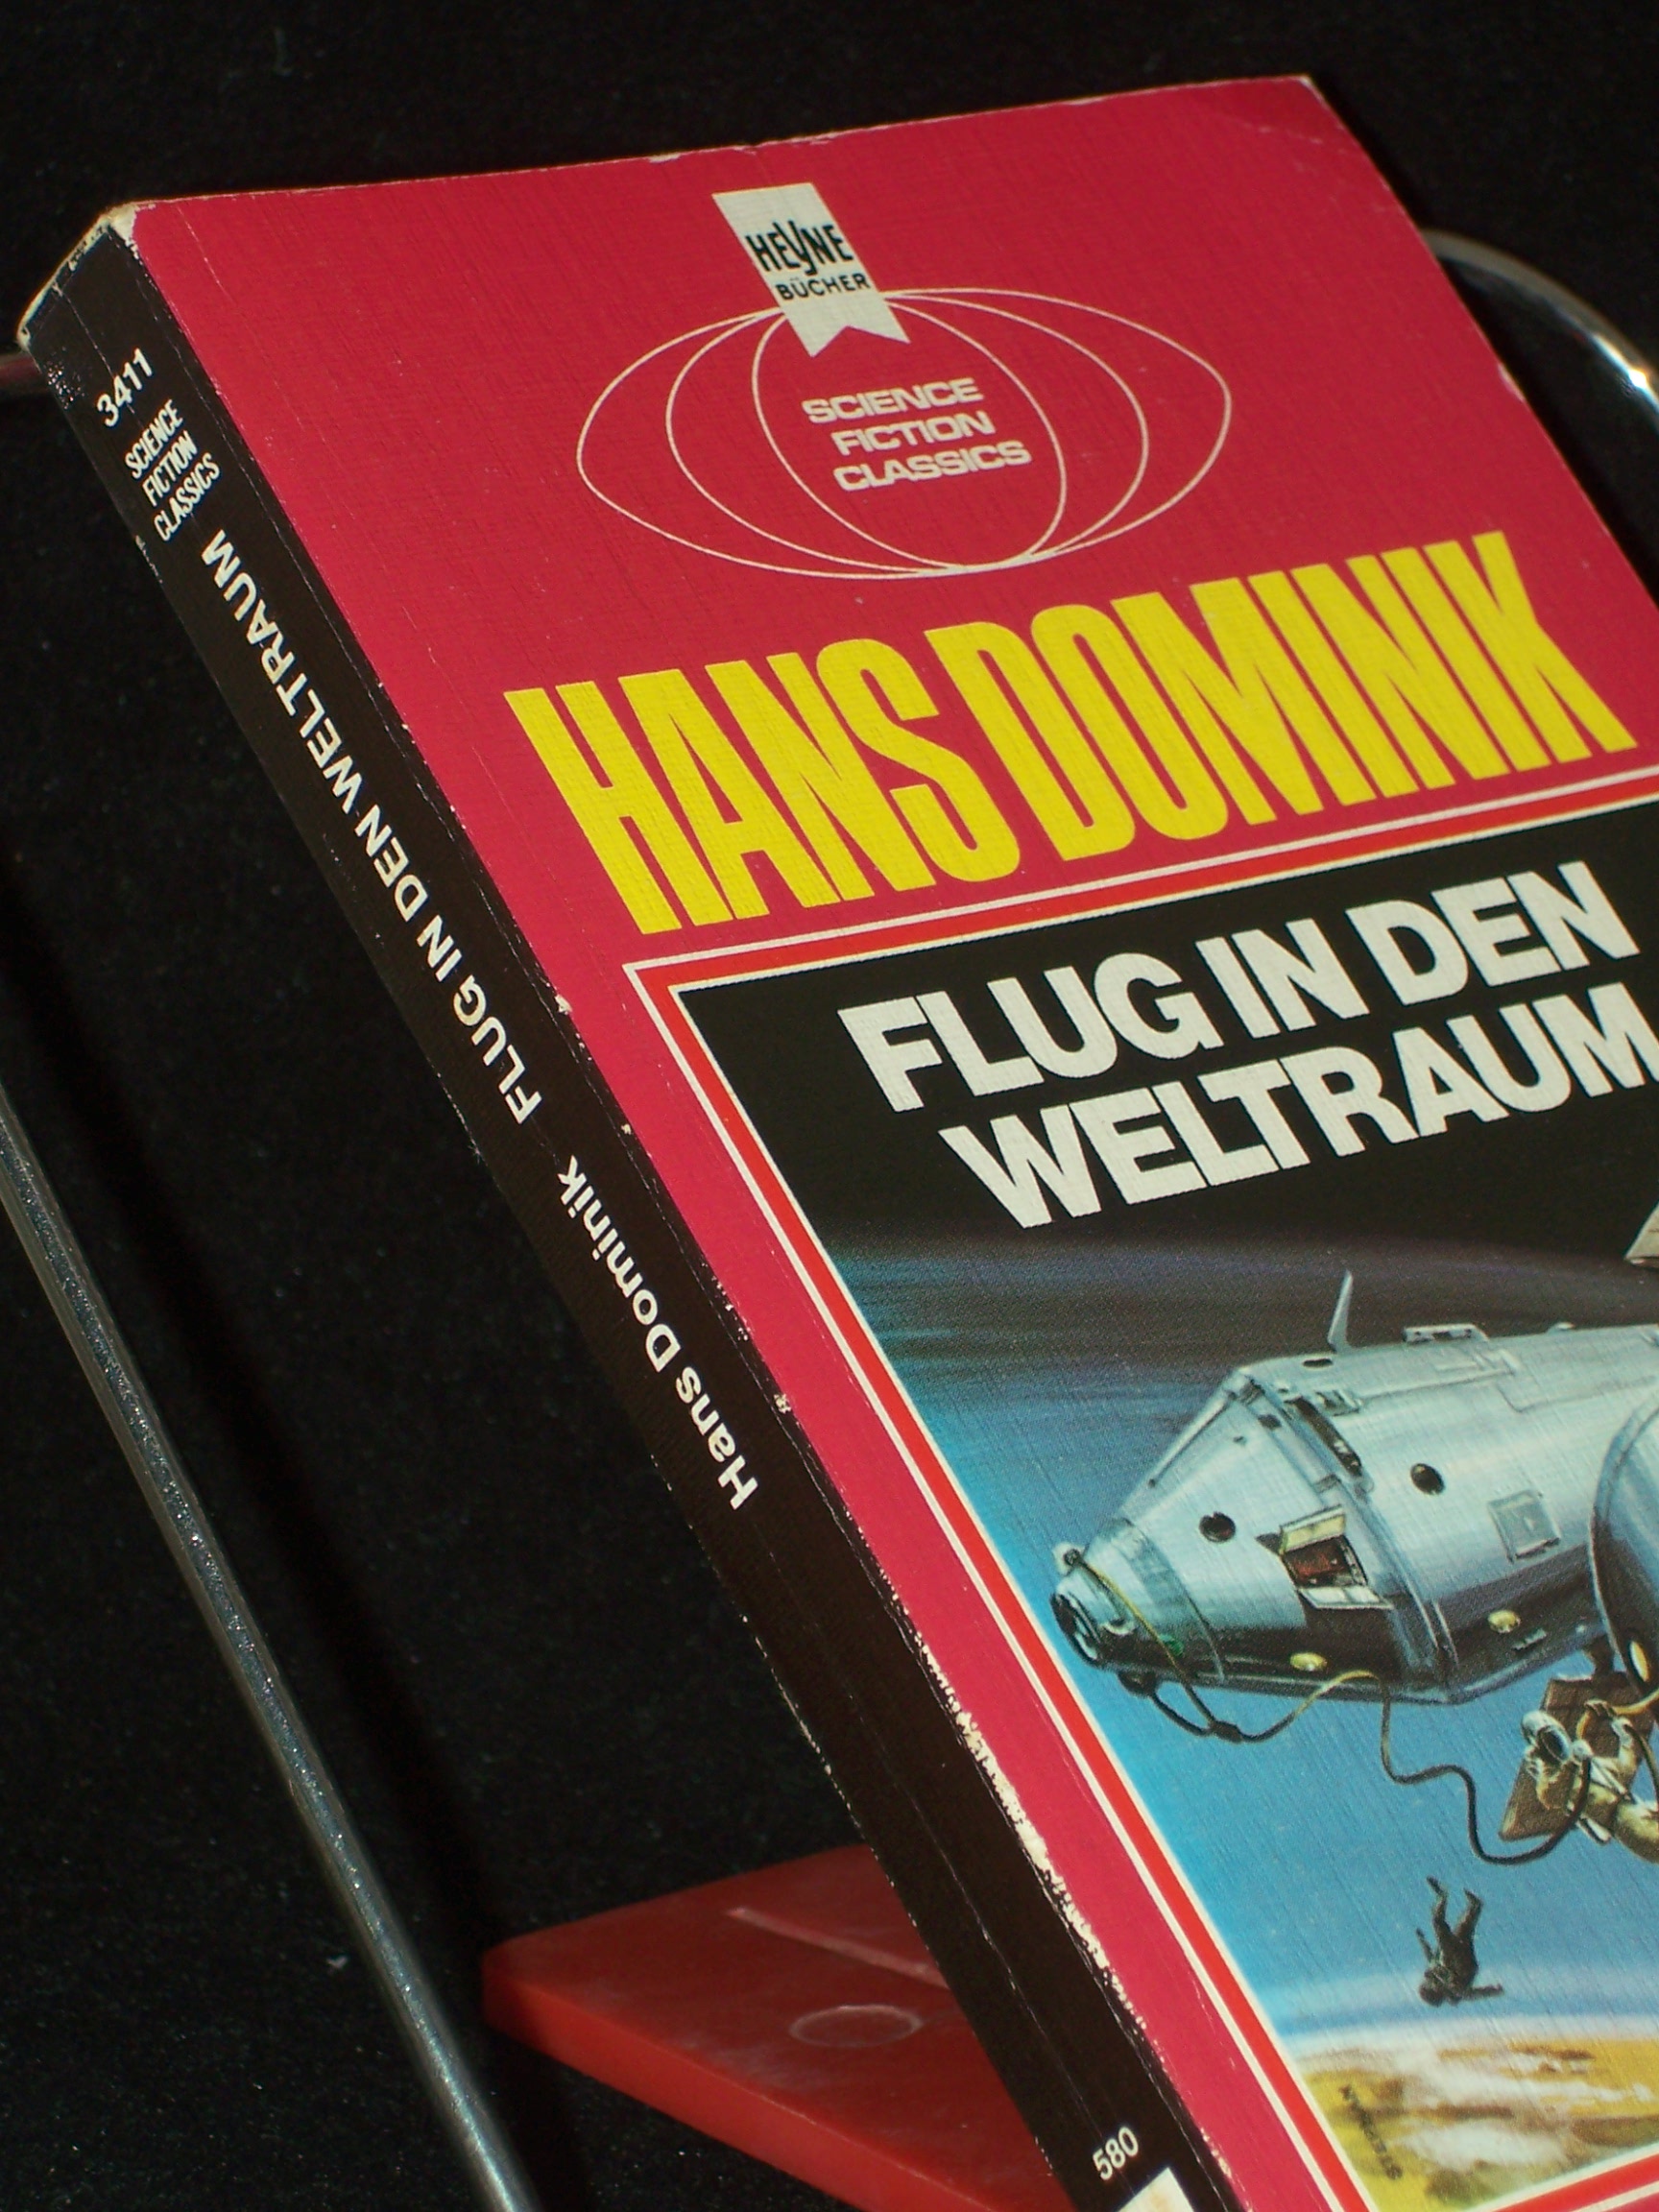 HEYNE
BÜCHER
SCIENCE
FICTION
CLASSICS
HANS DOMINIK
FLUG IN DEN
WELTRAUM
3411
SCIENCE
FICTION
CLASSICS
Hans Dominik FLUG IN DEN WELTRAUM
580